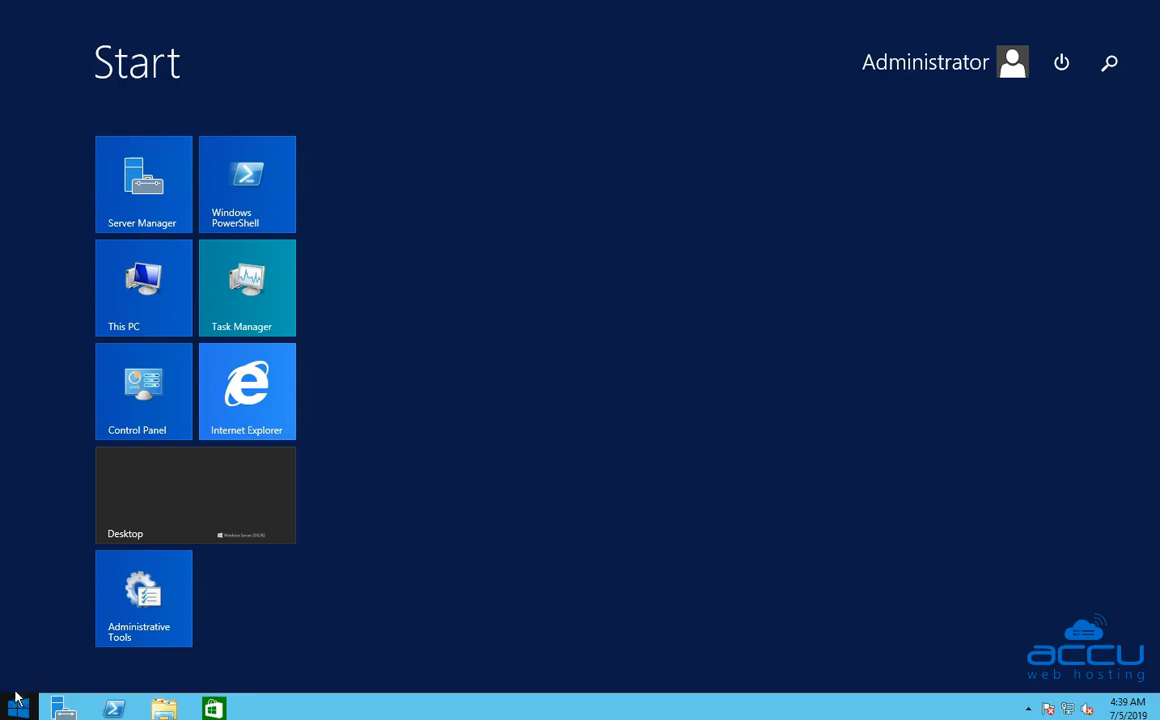 Start
Administrator
Server Manager
Windows
PowerShell
This PC
Task Manager
Control Panel
Internet Explorer
Desktop
Administrative
Tools
accu
web hosting
4:39 AM
7/5/2019